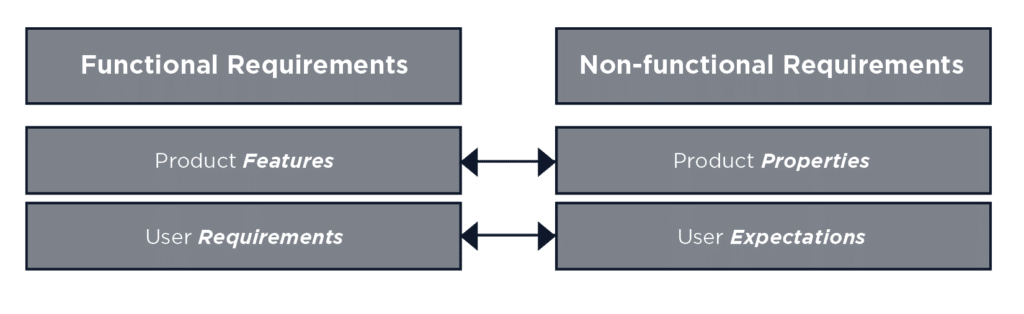 Functional Requirements
Non-functional Requirements
Product Features
Product Properties
User Requirements
User Expectations